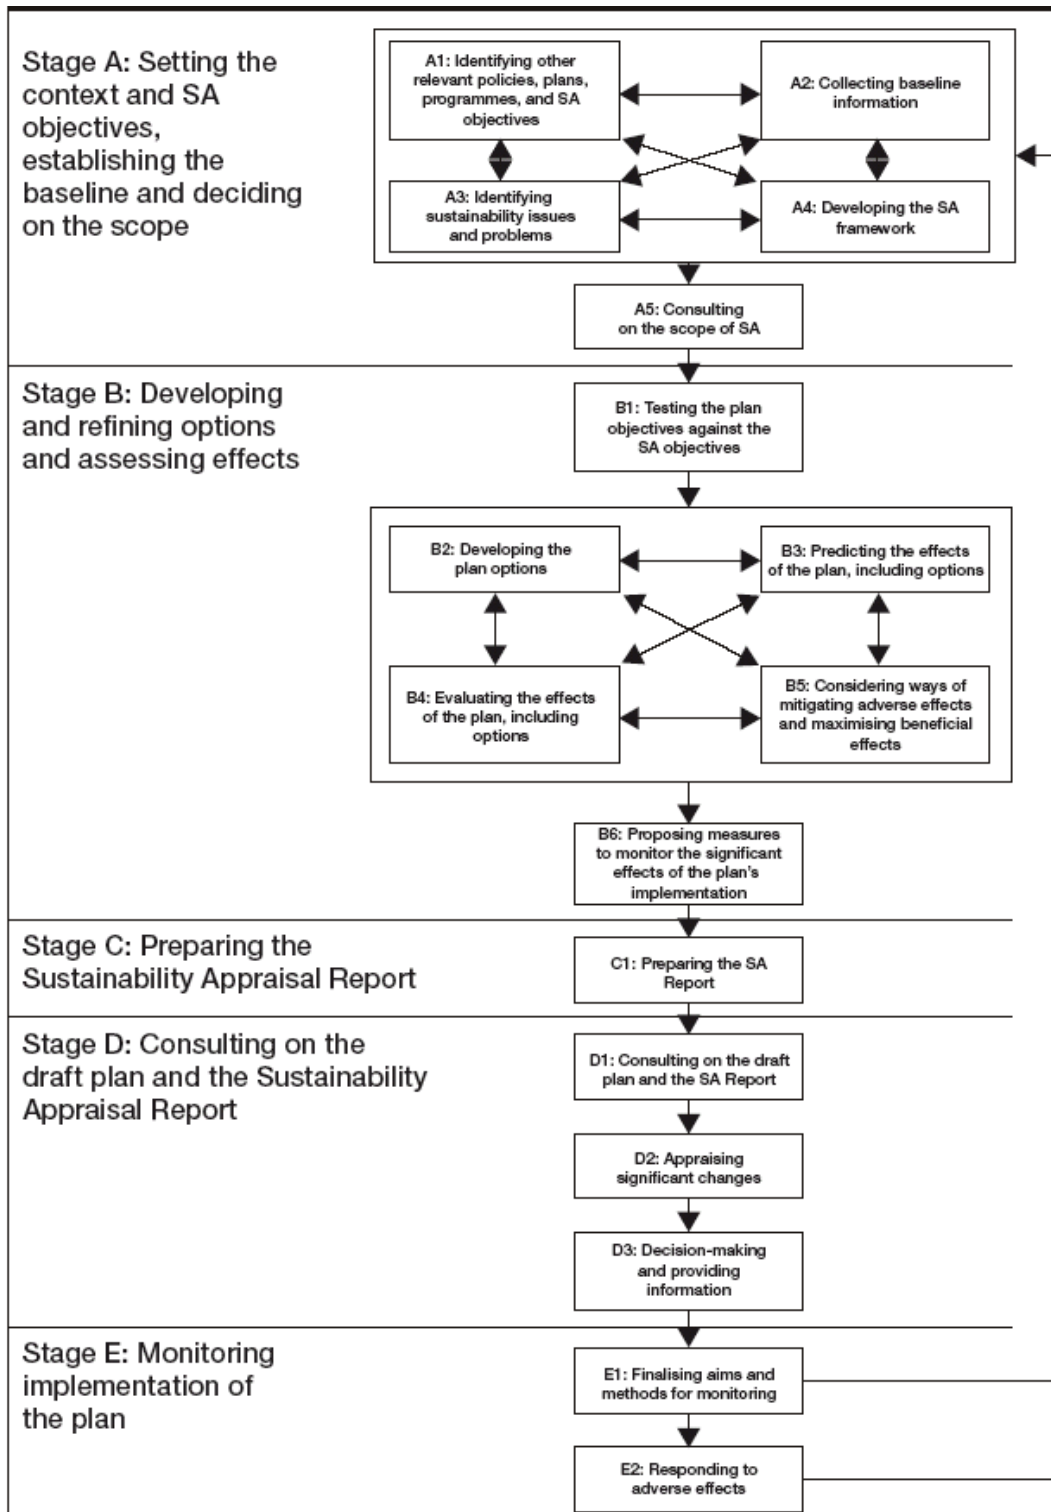 Stage A: Setting the
context and SA
objectives,
establishing the
baseline and deciding
on the scope
A1: Identifying other
relevant policies, plans,
programmes, and SA
objectives
A2: Collecting baseline
information
A3: Identifying
sustainability issues
and problems
A4: Developing the SA
framework
A5: Consulting
on the scope of SA
Stage B: Developing
and refining options
and assessing effects
B1: Testing the plan
objectives against the
SA objectives
B2: Developing the
plan options
B3: Predicting the effects
of the plan, including options
B4: Evaluating the effects
of the plan, including
options
B5: Considering ways of
mitigating adverse effects
and maximising beneficial
effects
B6: Proposing measures
to monitor the significant
effects of the plan's
implementation
Stage C: Preparing the
Sustainability Appraisal Report
C1: Preparing the SA
Report
Stage D: Consulting on the
draft plan and the Sustainability
Appraisal Report
D1: Consulting on the draft
plan and the SA Report
D2: Appraising
significant changes
D3: Decision-making
and providing
information
Stage E: Monitoring
implementation of
the plan
E1: Finalising aims and
methods for monitoring
E2: Responding to
adverse effects